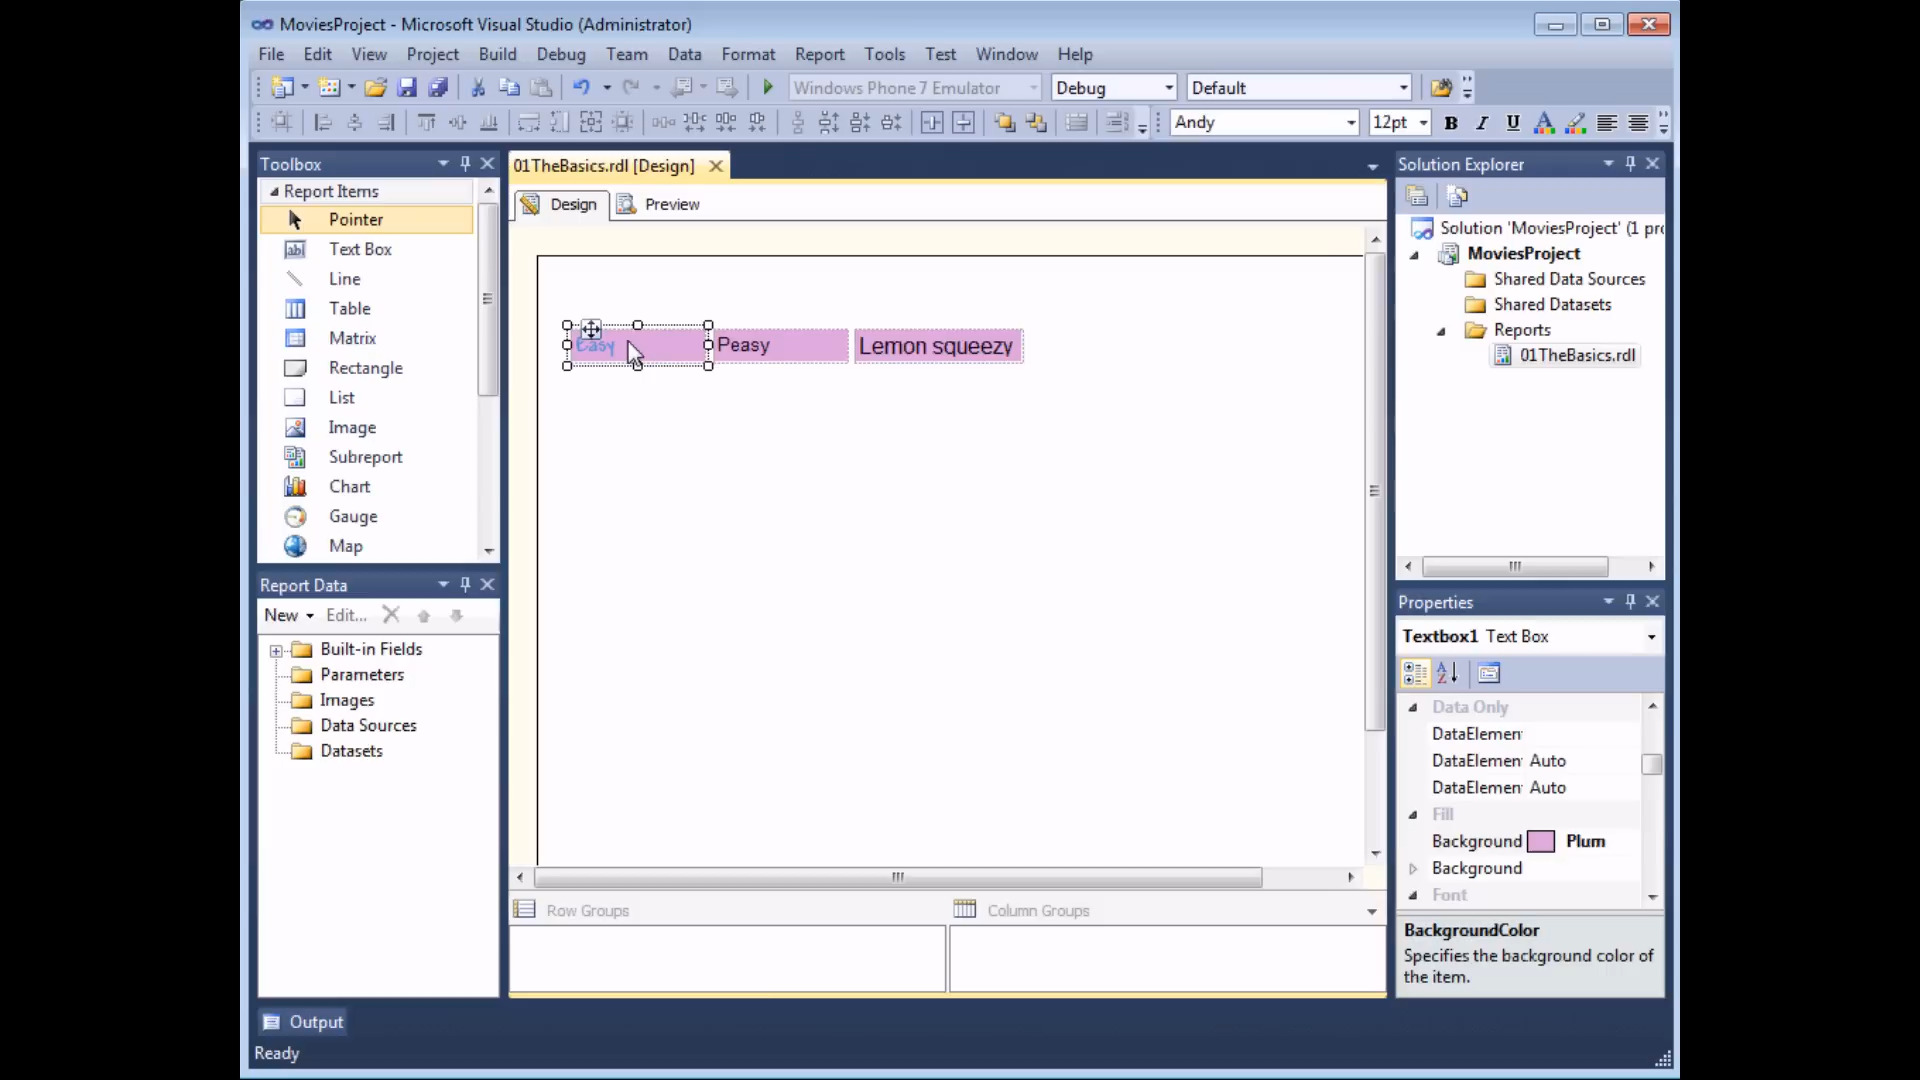 MoviesProject - Microsoft Visual Studio (Administrator)
File Edit View Project Build Debug Team Data Format Report Tools Test Window Help
Windows Phone 7 Emulator Debug Default
Andy 12pt B I U A
Toolbox
Report Items
Pointer
Text Box
Line
Table
Matrix
Rectangle
List
Image
Subreport
Chart
Gauge
Map
Report Data
New Edit...
Built-in Fields
Parameters
Images
Data Sources
Datasets
01TheBasics.rdl [Design]
Design Preview
Easy Peasy Lemon squeezy
Row Groups Column Groups
Solution Explorer
Solution 'MoviesProject' (1 pro
MoviesProject
Shared Data Sources
Shared Datasets
Reports
01TheBasics.rdl
Properties
Textbox1 Text Box
Data Only
DataElemen
DataElemen Auto
DataElemen Auto
Fill
Background Plum
Background
Font
BackgroundColor
Specifies the background color of
the item.
Output
Ready